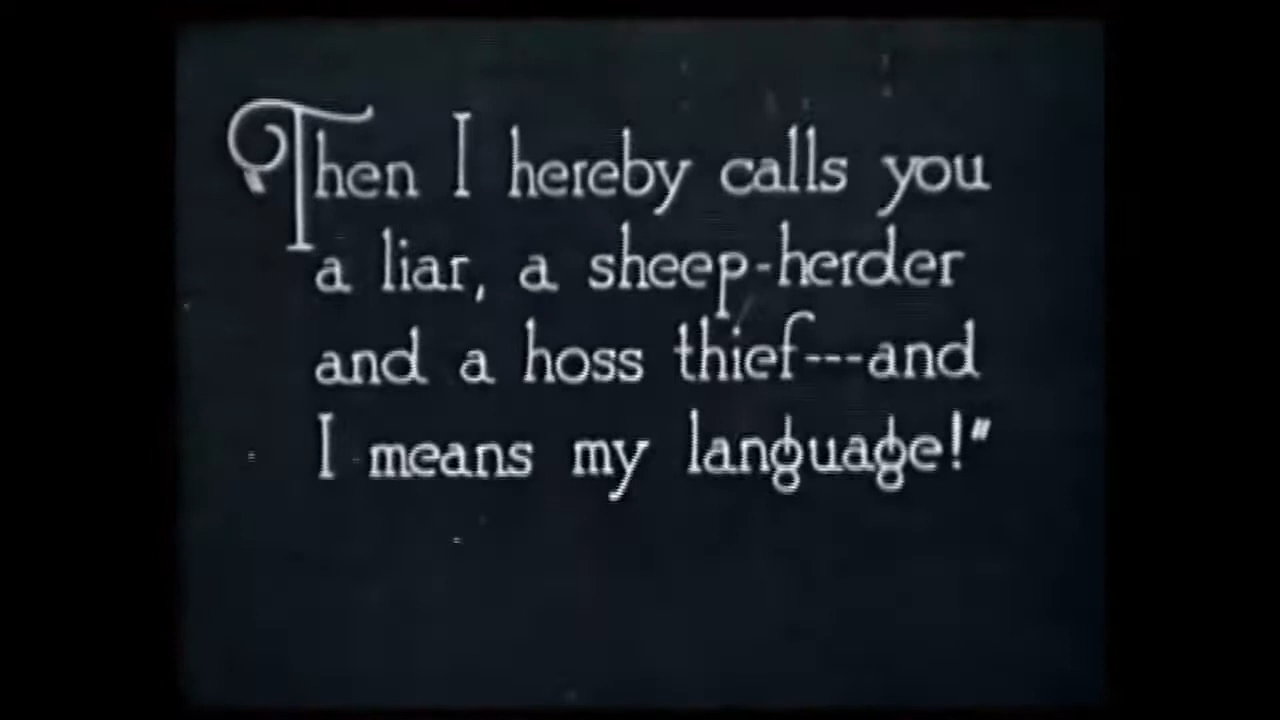 Then I hereby calls you
a liar, a sheep-herder
and a hoss thief---and
I means my language!"